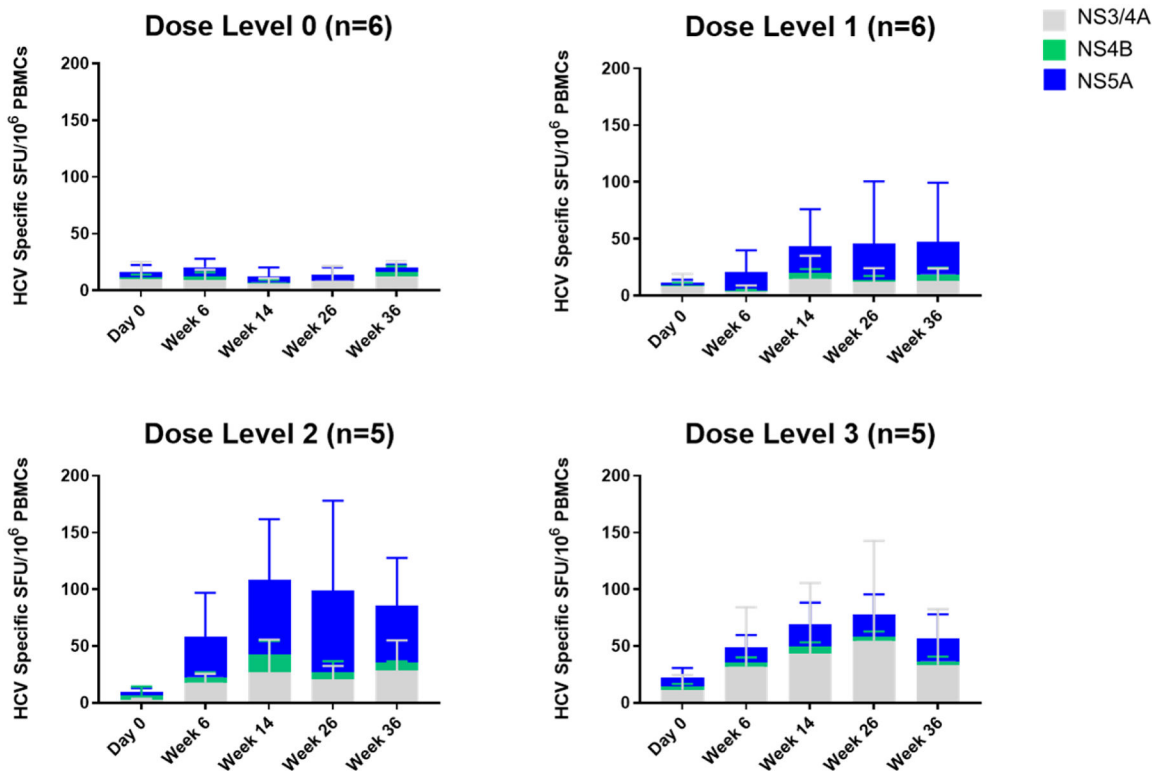 Dose Level 0 (n=6)
HCV Specific SFU/10⁶ PBMCs
200
150
100
50
0
Day 0
Week 6
Week 14
Week 26
Week 36
Dose Level 1 (n=6)
HCV Specific SFU/10⁶ PBMCs
200
150
100
50
0
Day 0
Week 6
Week 14
Week 26
Week 36
NS3/4A
NS4B
NS5A
Dose Level 2 (n=5)
HCV Specific SFU/10⁶ PBMCs
200
150
100
50
0
Day 0
Week 6
Week 14
Week 26
Week 36
Dose Level 3 (n=5)
HCV Specific SFU/10⁶ PBMCs
200
150
100
50
0
Day 0
Week 6
Week 14
Week 26
Week 36